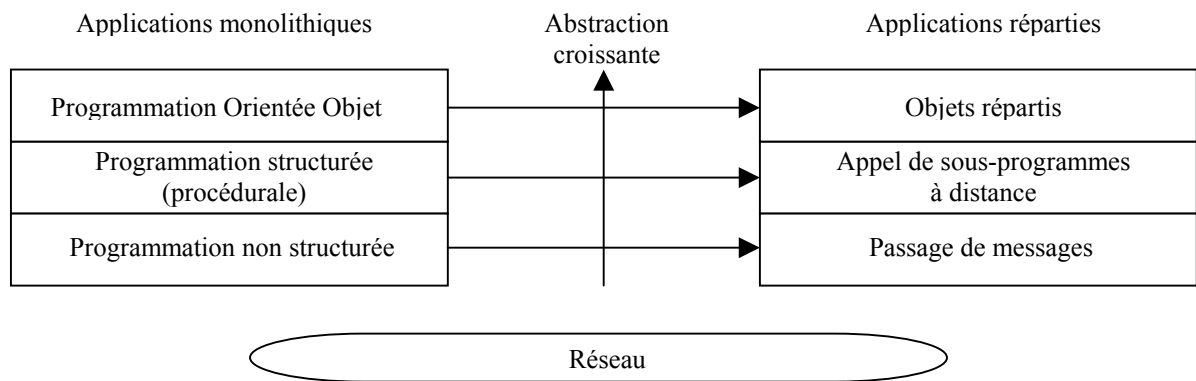 Applications monolithiques
Abstraction
croissante
Applications réparties
Programmation Orientée Objet
Objets répartis
Programmation structurée
(procédurale)
Appel de sous-programmes
à distance
Programmation non structurée
Passage de messages
Réseau